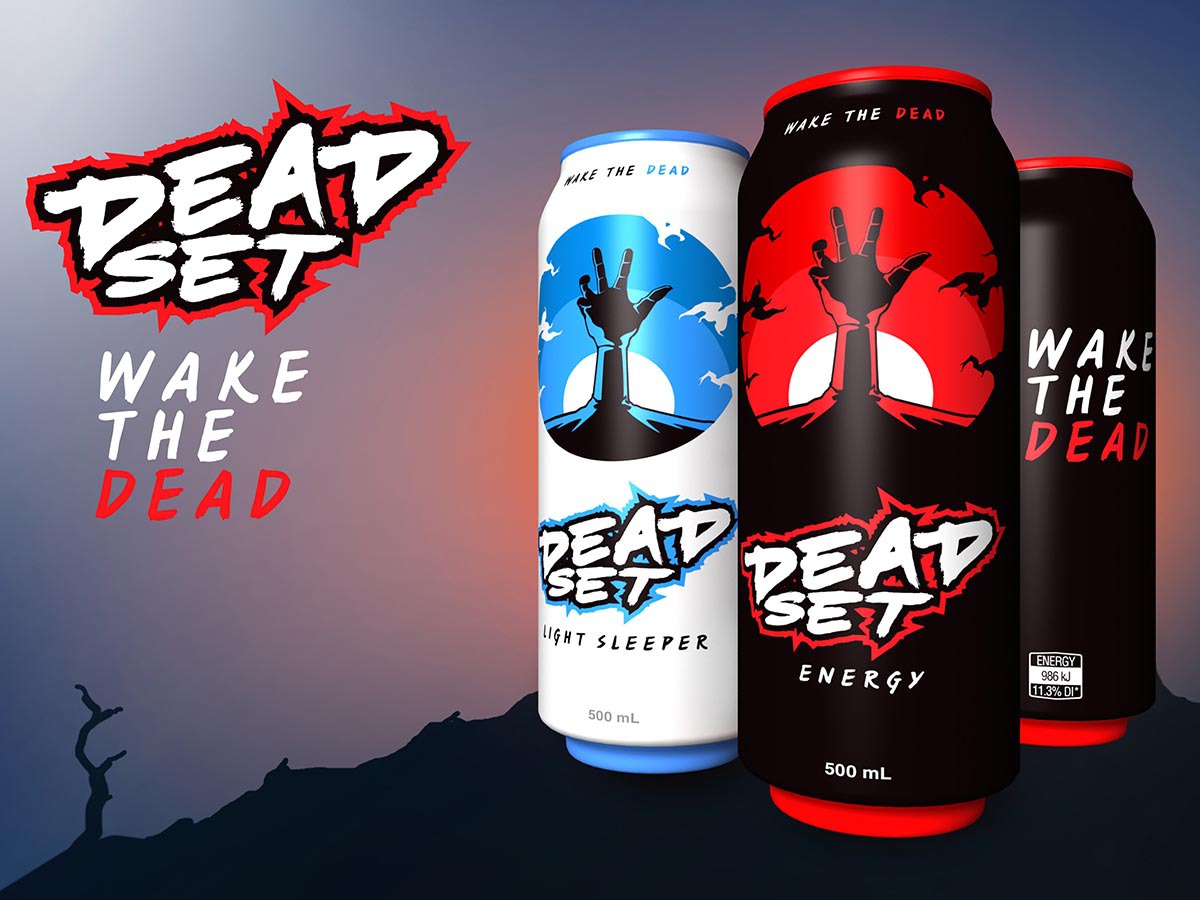 DEAD
SET
WAKE
THE
DEAD
WAKE THE DEAD
DEAD
SET
LIGHT SLEEPER
500 mL
WAKE THE DEAD
DEAD
SET
ENERGY
500 mL
WAKE
THE
DEAD
ENERGY
986 kJ
11.3% DI*